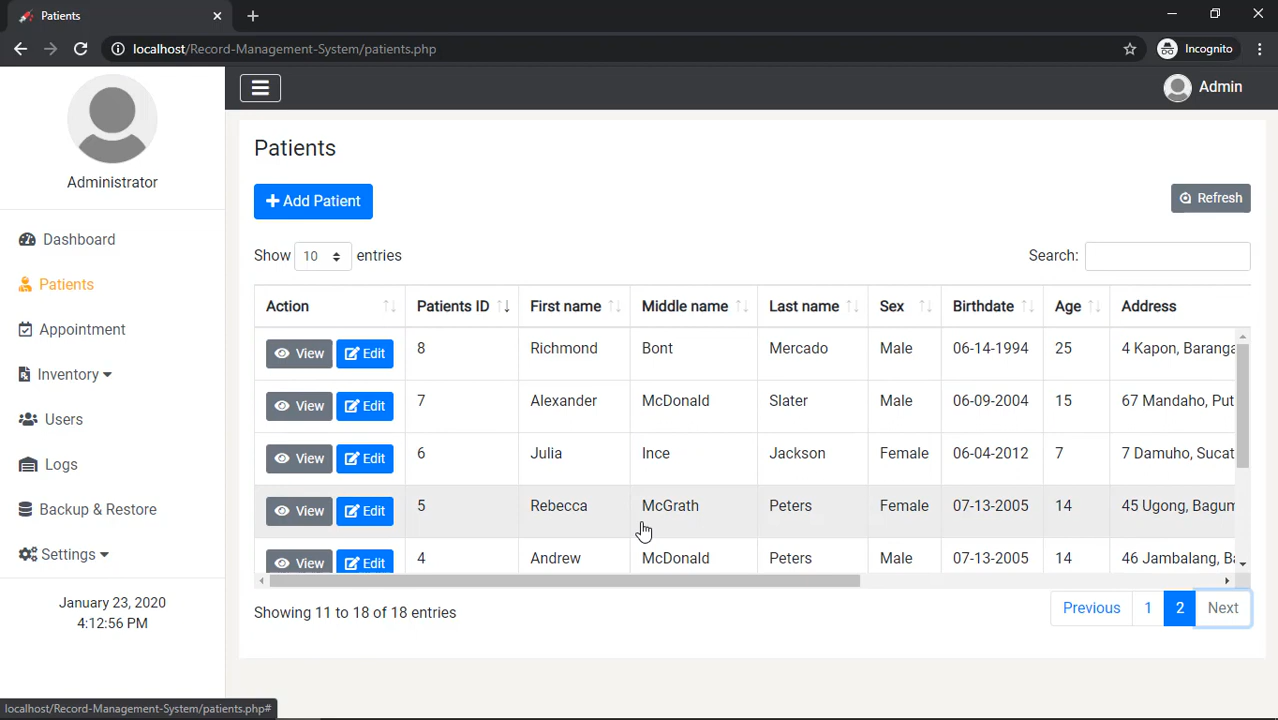 Patients
localhost/Record-Management-System/patients.php
Incognito
Admin
Administrator
Dashboard
Patients
Appointment
Inventory
Users
Logs
Backup & Restore
Settings
January 23, 2020
4:12:56 PM
Patients
Add Patient
Refresh
Show 10 entries
Search:
Action Patients ID First name Middle name Last name Sex Birthdate Age Address
View Edit 8 Richmond Bont Mercado Male 06-14-1994 25 4 Kapon, Baranga
View Edit 7 Alexander McDonald Slater Male 06-09-2004 15 67 Mandaho, Put
View Edit 6 Julia Ince Jackson Female 06-04-2012 7 7 Damuho, Sucat
View Edit 5 Rebecca McGrath Peters Female 07-13-2005 14 45 Ugong, Bagum
View Edit 4 Andrew McDonald Peters Male 07-13-2005 14 46 Jambalang, Ba
Showing 11 to 18 of 18 entries
Previous 1 2 Next
localhost/Record-Management-System/patients.php#